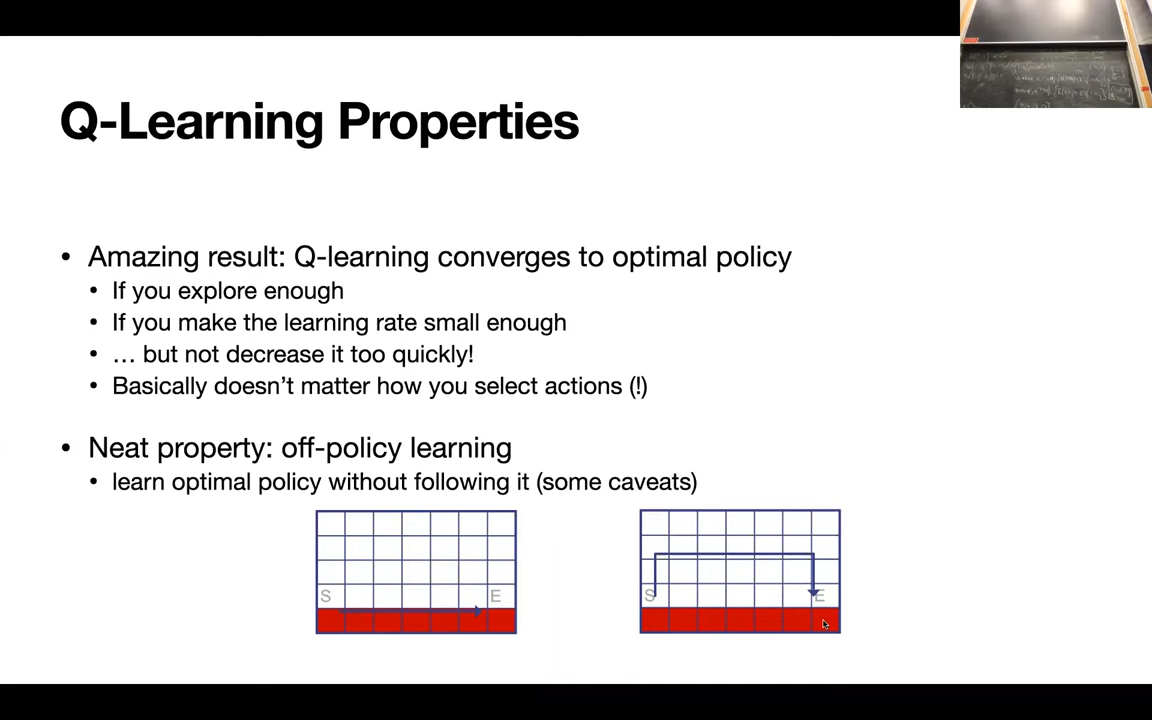 Q-Learning Properties
• Amazing result: Q-learning converges to optimal policy
• If you explore enough
• If you make the learning rate small enough
• … but not decrease it too quickly!
• Basically doesn’t matter how you select actions (!)
• Neat property: off-policy learning
• learn optimal policy without following it (some caveats)
S E S E